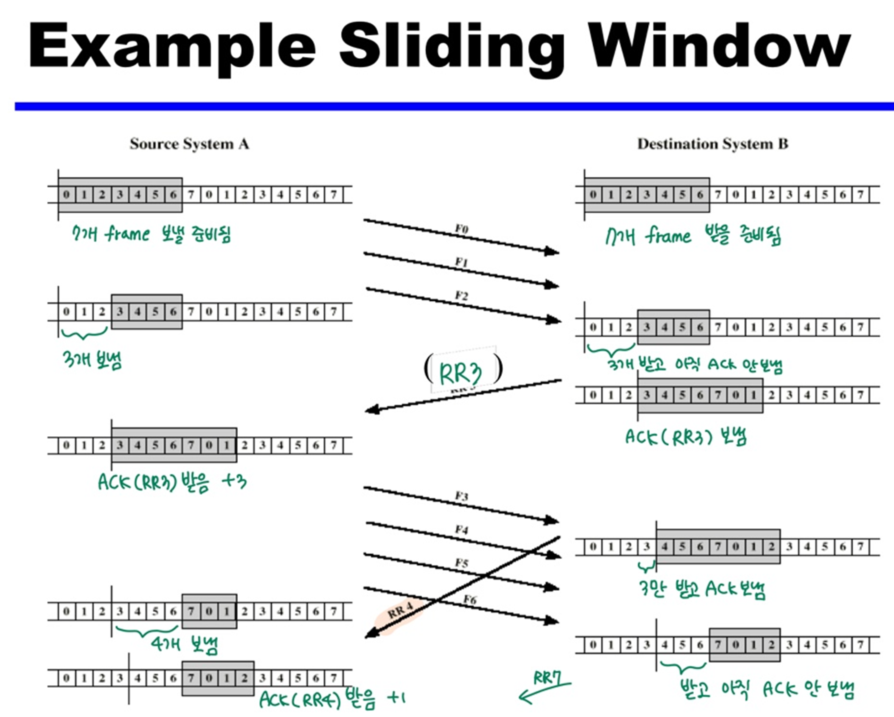 Example Sliding Window
Source System A
Destination System B
0 1 2 3 4 5 6 7 0 1 2 3 4 5 6 7
0 1 2 3 4 5 6 7 0 1 2 3 4 5 6 7
7개 frame 보낼 준비됨
F0
7개 frame 받을 준비됨
F1
F2
0 1 2 3 4 5 6 7 0 1 2 3 4 5 6 7
0 1 2 3 4 5 6 7 0 1 2 3 4 5 6 7
3개 보냄
3개 받고 아직 ACK 안보냄
(RR3)
0 1 2 3 4 5 6 7 0 1 2 3 4 5 6 7
ACK(RR3) 보냄
0 1 2 3 4 5 6 7 0 1 2 3 4 5 6 7
ACK(RR3) 받음 +3
F3
F4
0 1 2 3 4 5 6 7 0 1 2 3 4 5 6 7
F5
3만 받고 ACK 보냄
F6
RR 4
0 1 2 3 4 5 6 7 0 1 2 3 4 5 6 7
4개 보냄
0 1 2 3 4 5 6 7 0 1 2 3 4 5 6 7
0 1 2 3 4 5 6 7 0 1 2 3 4 5 6 7
RR7
ACK(RR4) 받음 +1
받고 아직 ACK 안 보냄